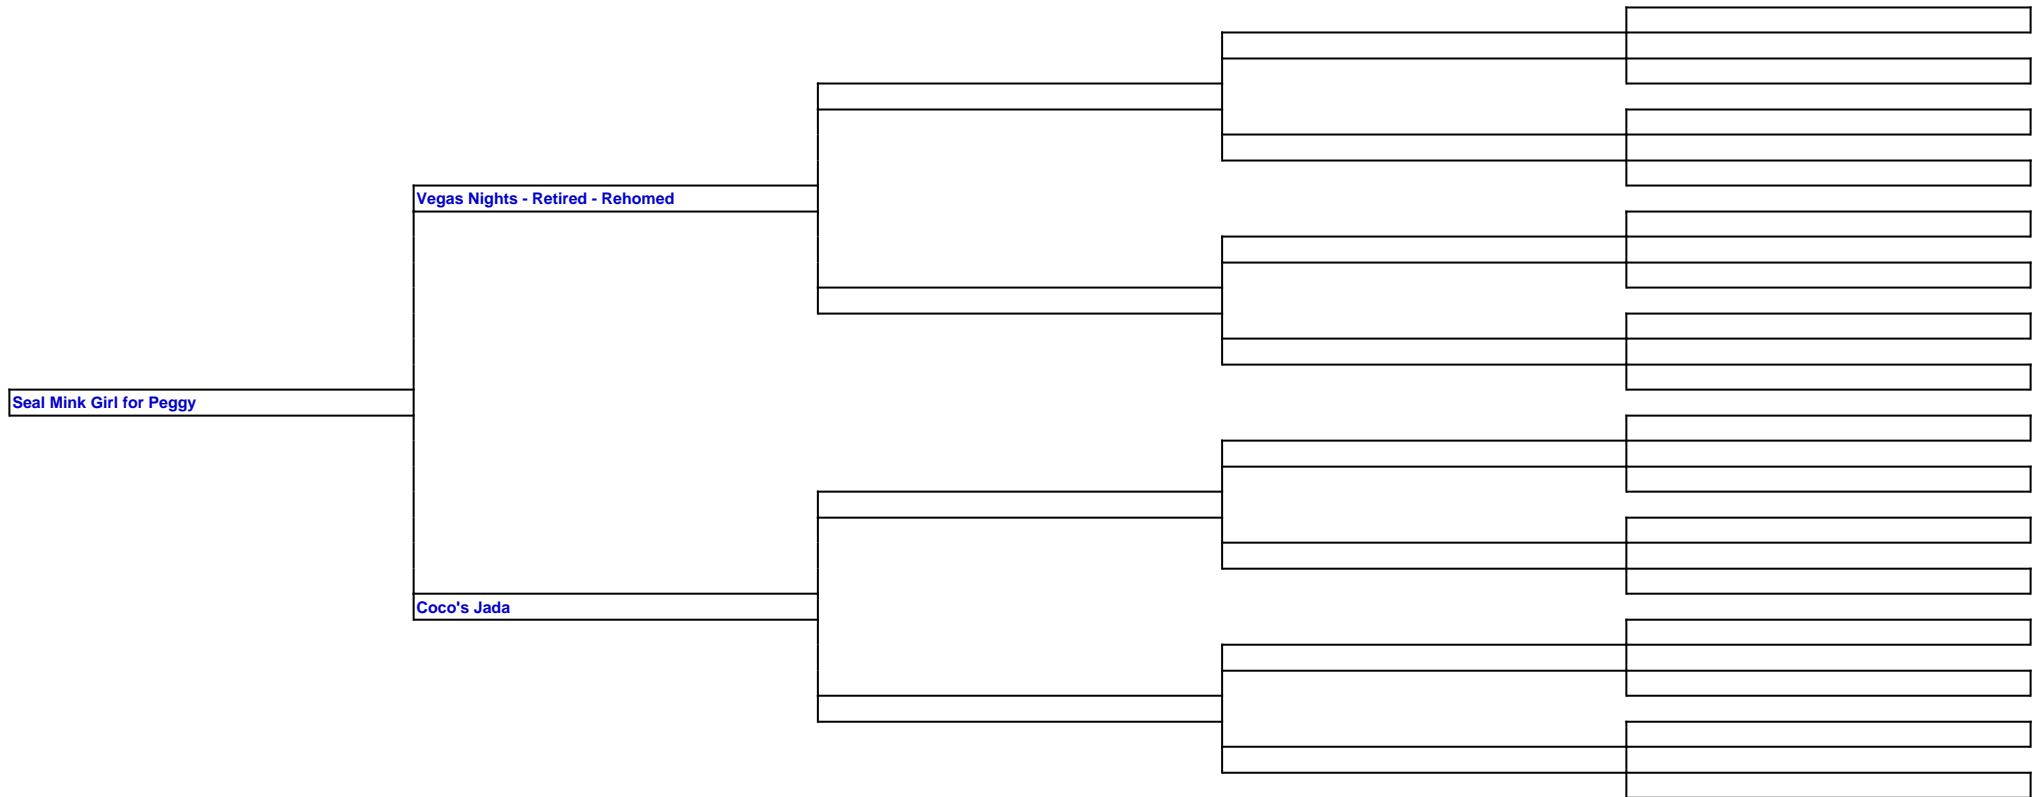 Vegas Nights - Retired - Rehomed
Seal Mink Girl for Peggy
Coco's Jada